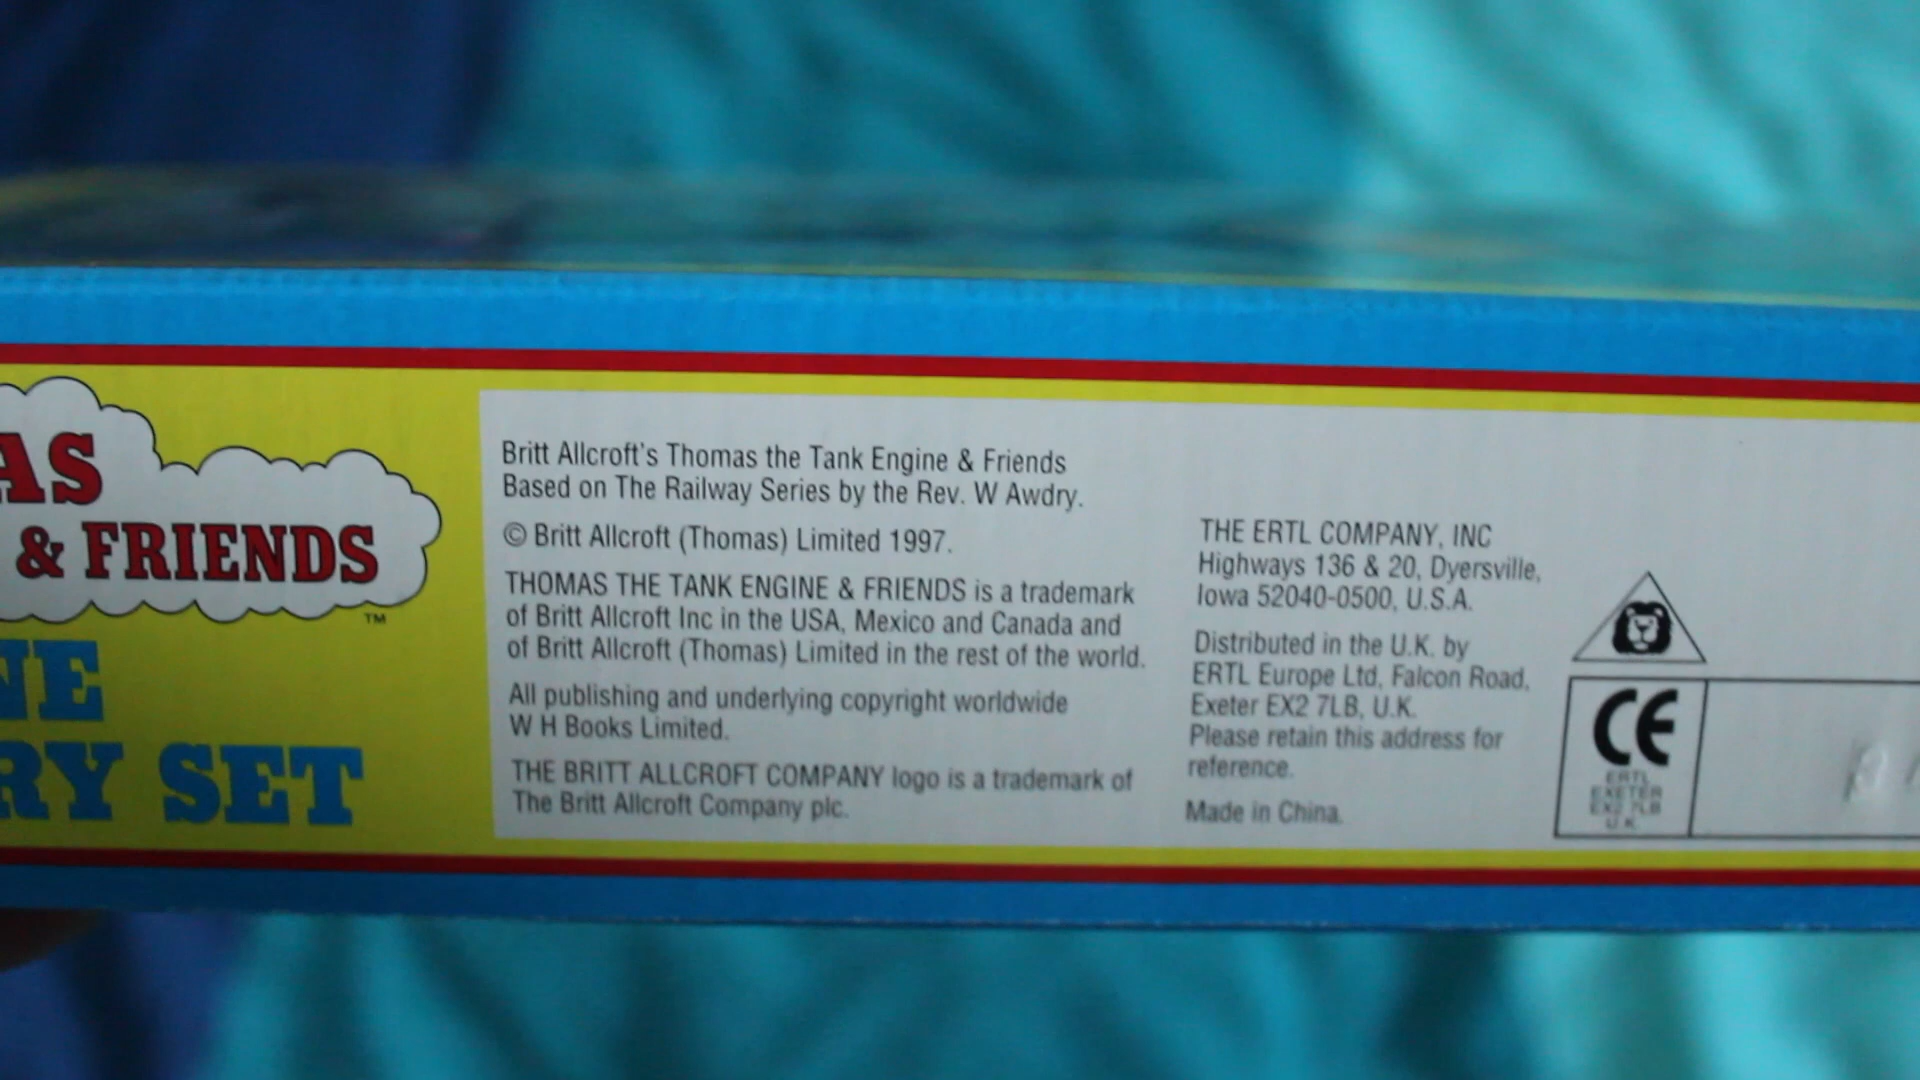 AS
& FRIENDS
TM
NE
RY SET
Britt Allcroft's Thomas the Tank Engine & Friends
Based on The Railway Series by the Rev. W Awdry.
© Britt Allcroft (Thomas) Limited 1997.
THOMAS THE TANK ENGINE & FRIENDS is a trademark
of Britt Allcroft Inc in the USA, Mexico and Canada and
of Britt Allcroft (Thomas) Limited in the rest of the world.
All publishing and underlying copyright worldwide
W H Books Limited.
THE BRITT ALLCROFT COMPANY logo is a trademark of
The Britt Allcroft Company plc.
THE ERTL COMPANY, INC
Highways 136 & 20, Dyersville,
Iowa 52040-0500, U.S.A.
Distributed in the U.K. by
ERTL Europe Ltd, Falcon Road,
Exeter EX2 7LB, U.K.
Please retain this address for
reference.
Made in China.
CE
ERTL
EXETER
EX2 7LB
U K